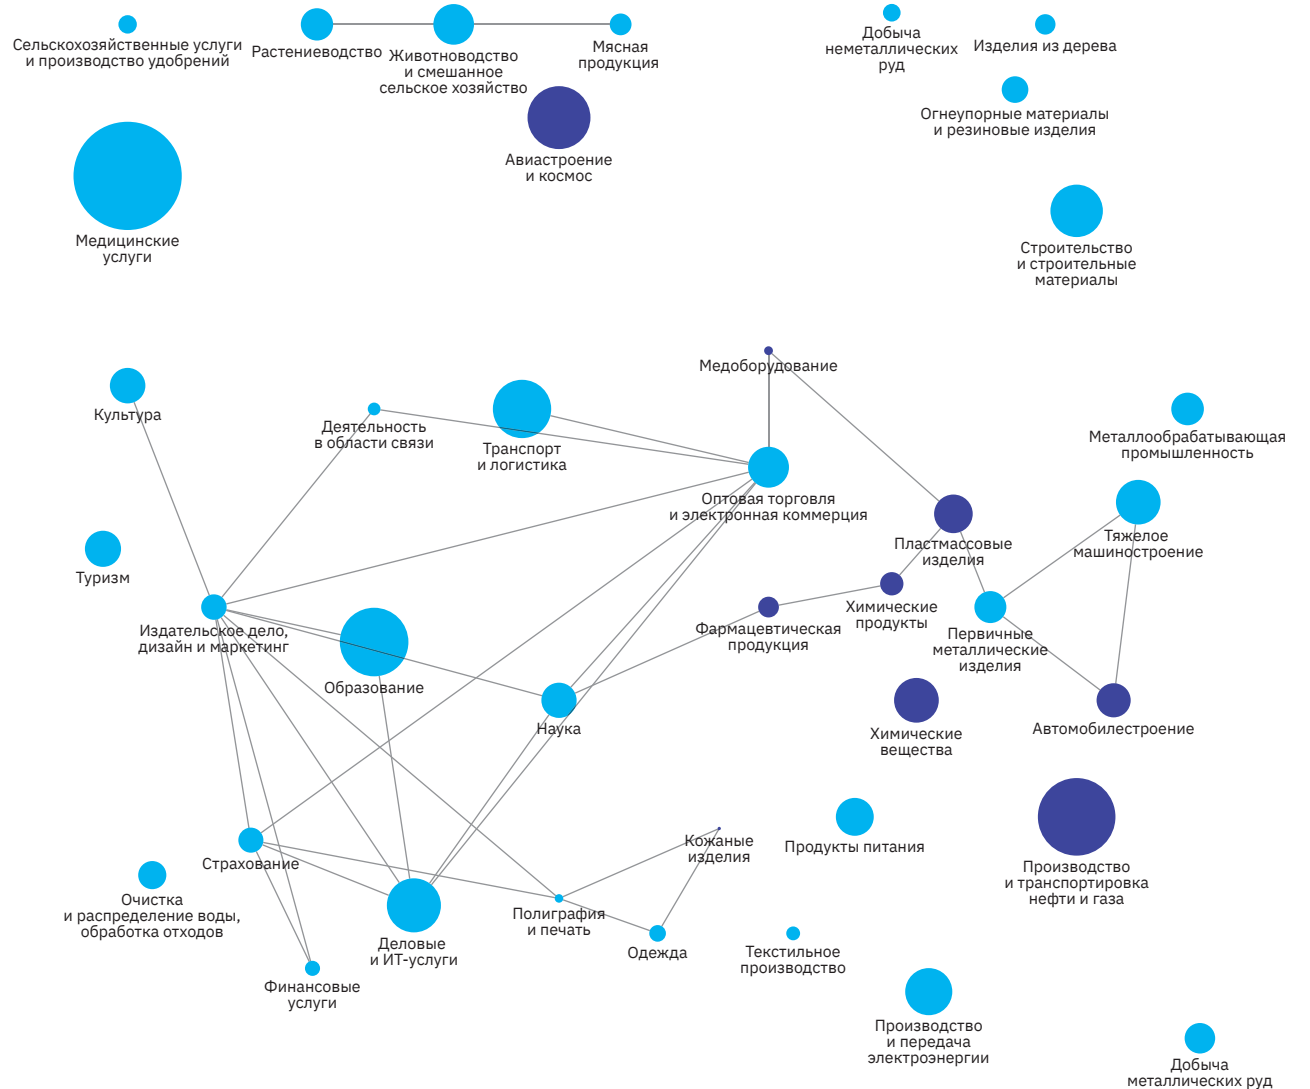 Сельскохозяйственные услуги
и производство удобрений
Растениеводство
Животноводство
и смешанное
сельское хозяйство
Мясная
продукция
Добыча
неметаллических
руд
Изделия из дерева
Огнеупорные материалы
и резиновые изделия
Авиастроение
и космос
Медицинские
услуги
Строительство
и строительные
материалы
Медоборудование
Культура
Деятельность
в области связи
Транспорт
и логистика
Металлообрабатывающая
промышленность
Оптовая торговля
и электронная коммерция
Пластмассовые
изделия
Тяжелое
машиностроение
Туризм
Издательское дело,
дизайн и маркетинг
Фармацевтическая
продукция
Химические
продукты
Первичные
металлические
изделия
Образование
Наука
Химические
вещества
Автомобилестроение
Страхование
Кожаные
изделия
Продукты питания
Производство
и транспортировка
нефти и газа
Очистка
и распределение воды,
обработка отходов
Деловые
и ИТ-услуги
Полиграфия
и печать
Одежда
Текстильное
производство
Финансовые
услуги
Производство
и передача
электроэнергии
Добыча
металлических руд